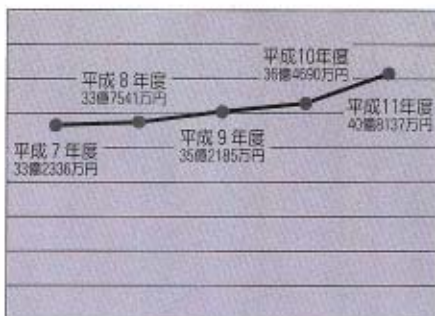 平成7年度
33億2336万円
平成8年度
33億7541万円
平成9年度
35億2185万円
平成10年度
36億4690万円
平成11年度
40億8137万円